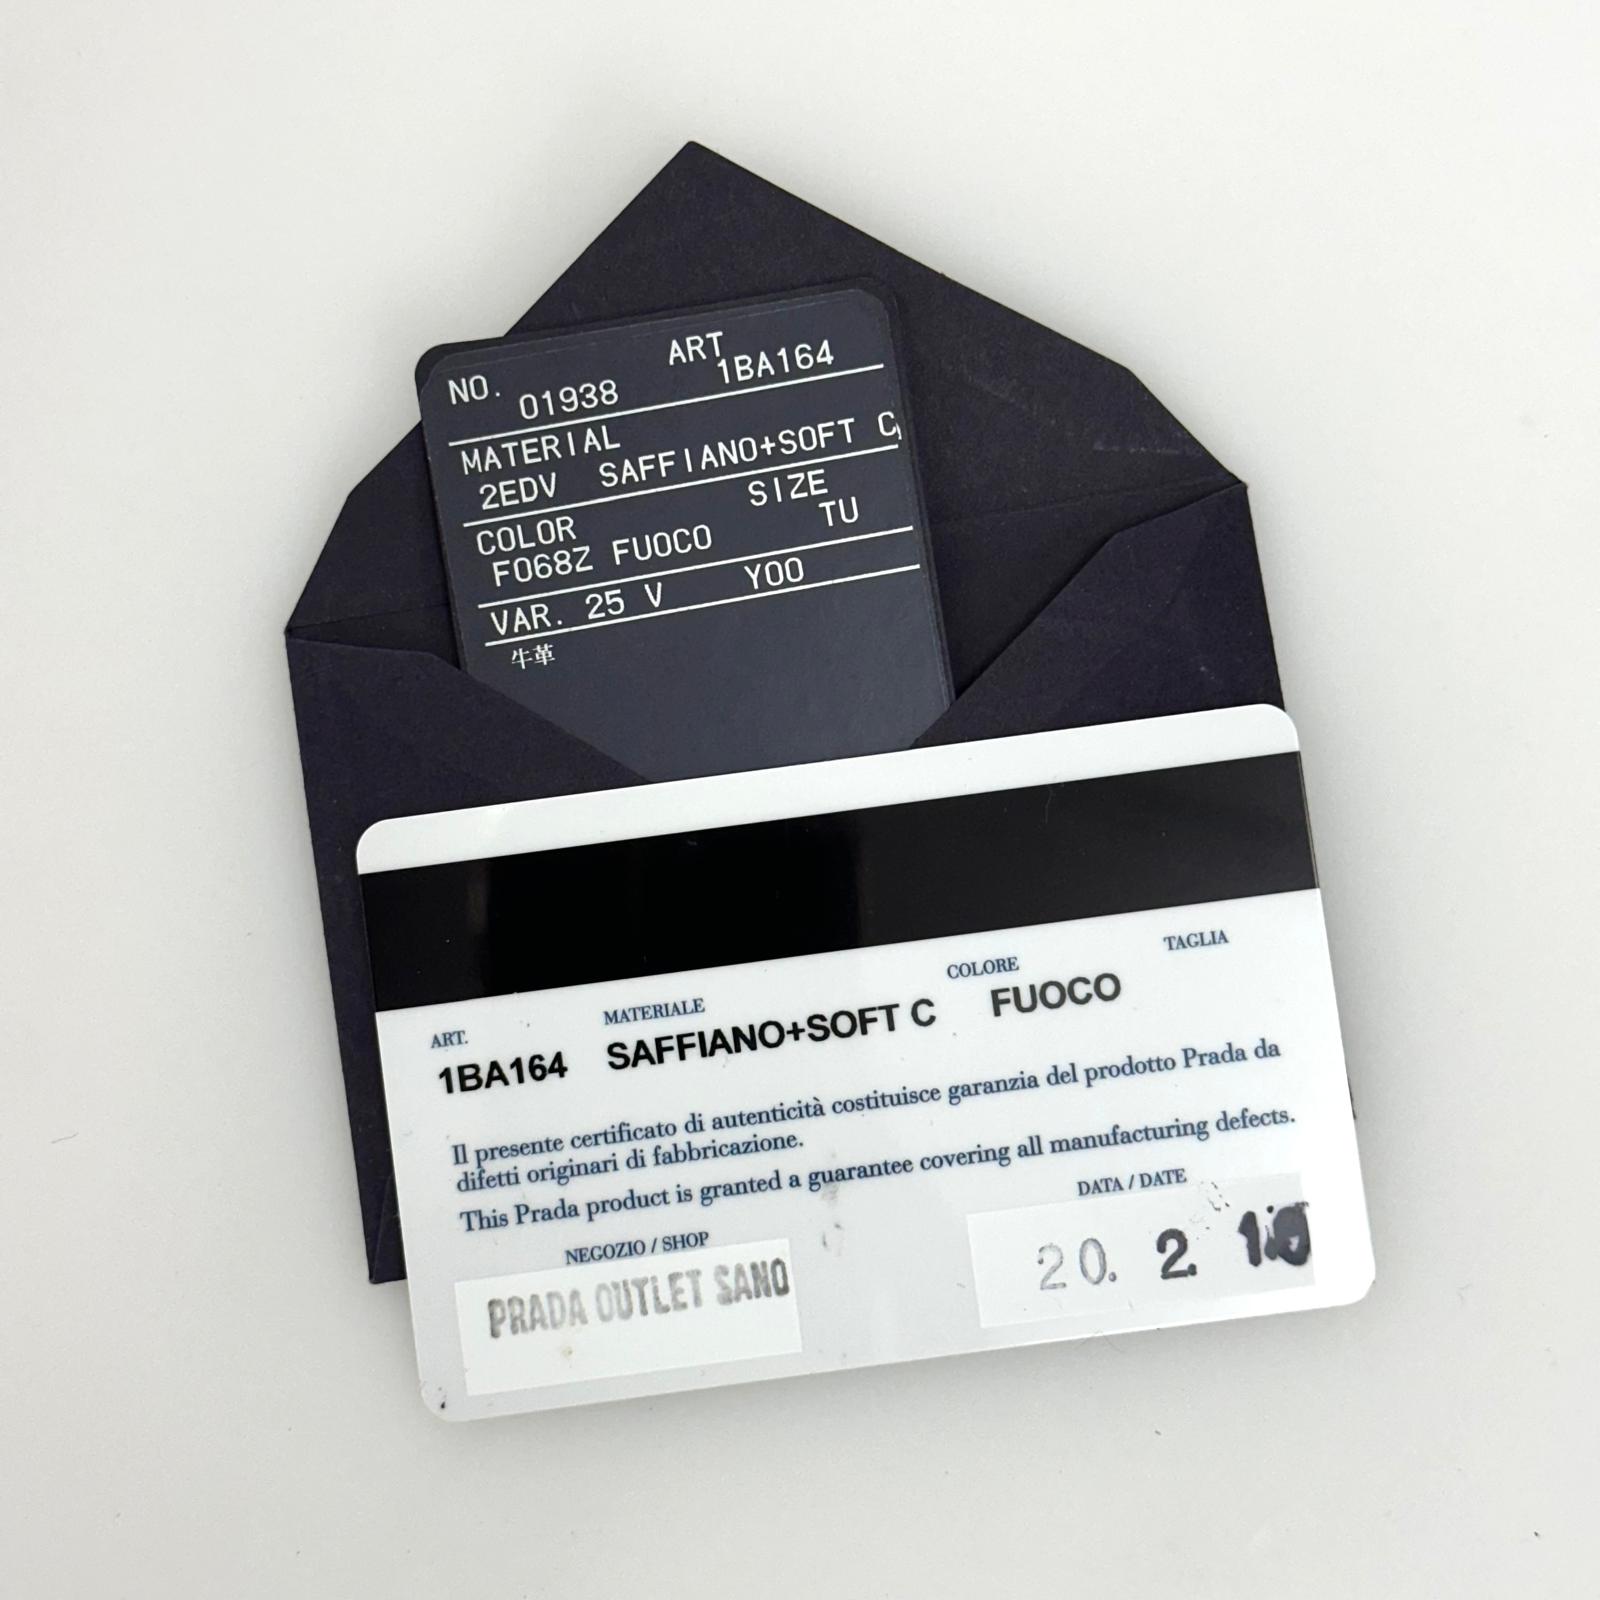 NO. 01938 ART 1BA164
MATERIAL
2EDV SAFFIANO+SOFT C
COLOR SIZE
F068Z FUOCO TU
VAR. 25 V Y00
牛革
ART. MATERIALE COLORE TAGLIA
1BA164 SAFFIANO+SOFT C FUOCO
Il presente certificato di autenticità costituisce garanzia del prodotto Prada da
difetti originari di fabbricazione.
This Prada product is granted a guarantee covering all manufacturing defects.
NEGOZIO / SHOP DATA / DATE
PRADA OUTLET SANO 20. 2.